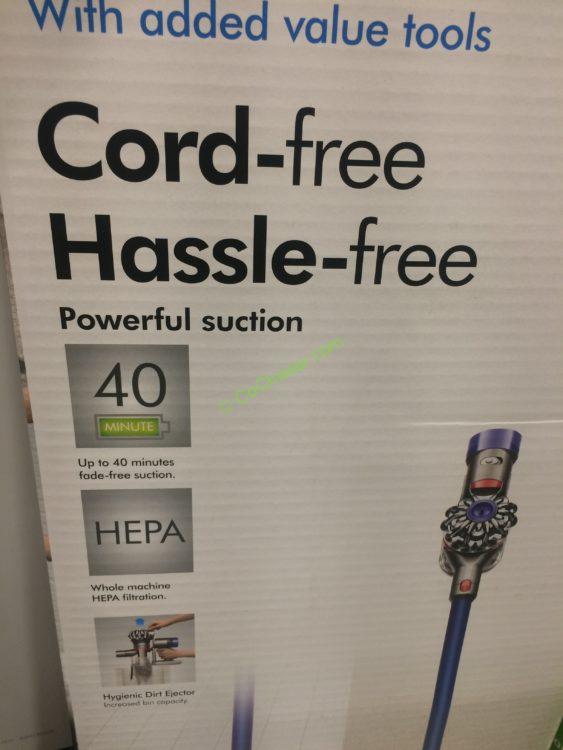 With added value tools
Cord-free
Hassle-free
Powerful suction
40
MINUTE
Up to 40 minutes
fade-free suction.
HEPA
Whole machine
HEPA filtration.
Hygienic Dirt Ejector
Increased bin capacity.